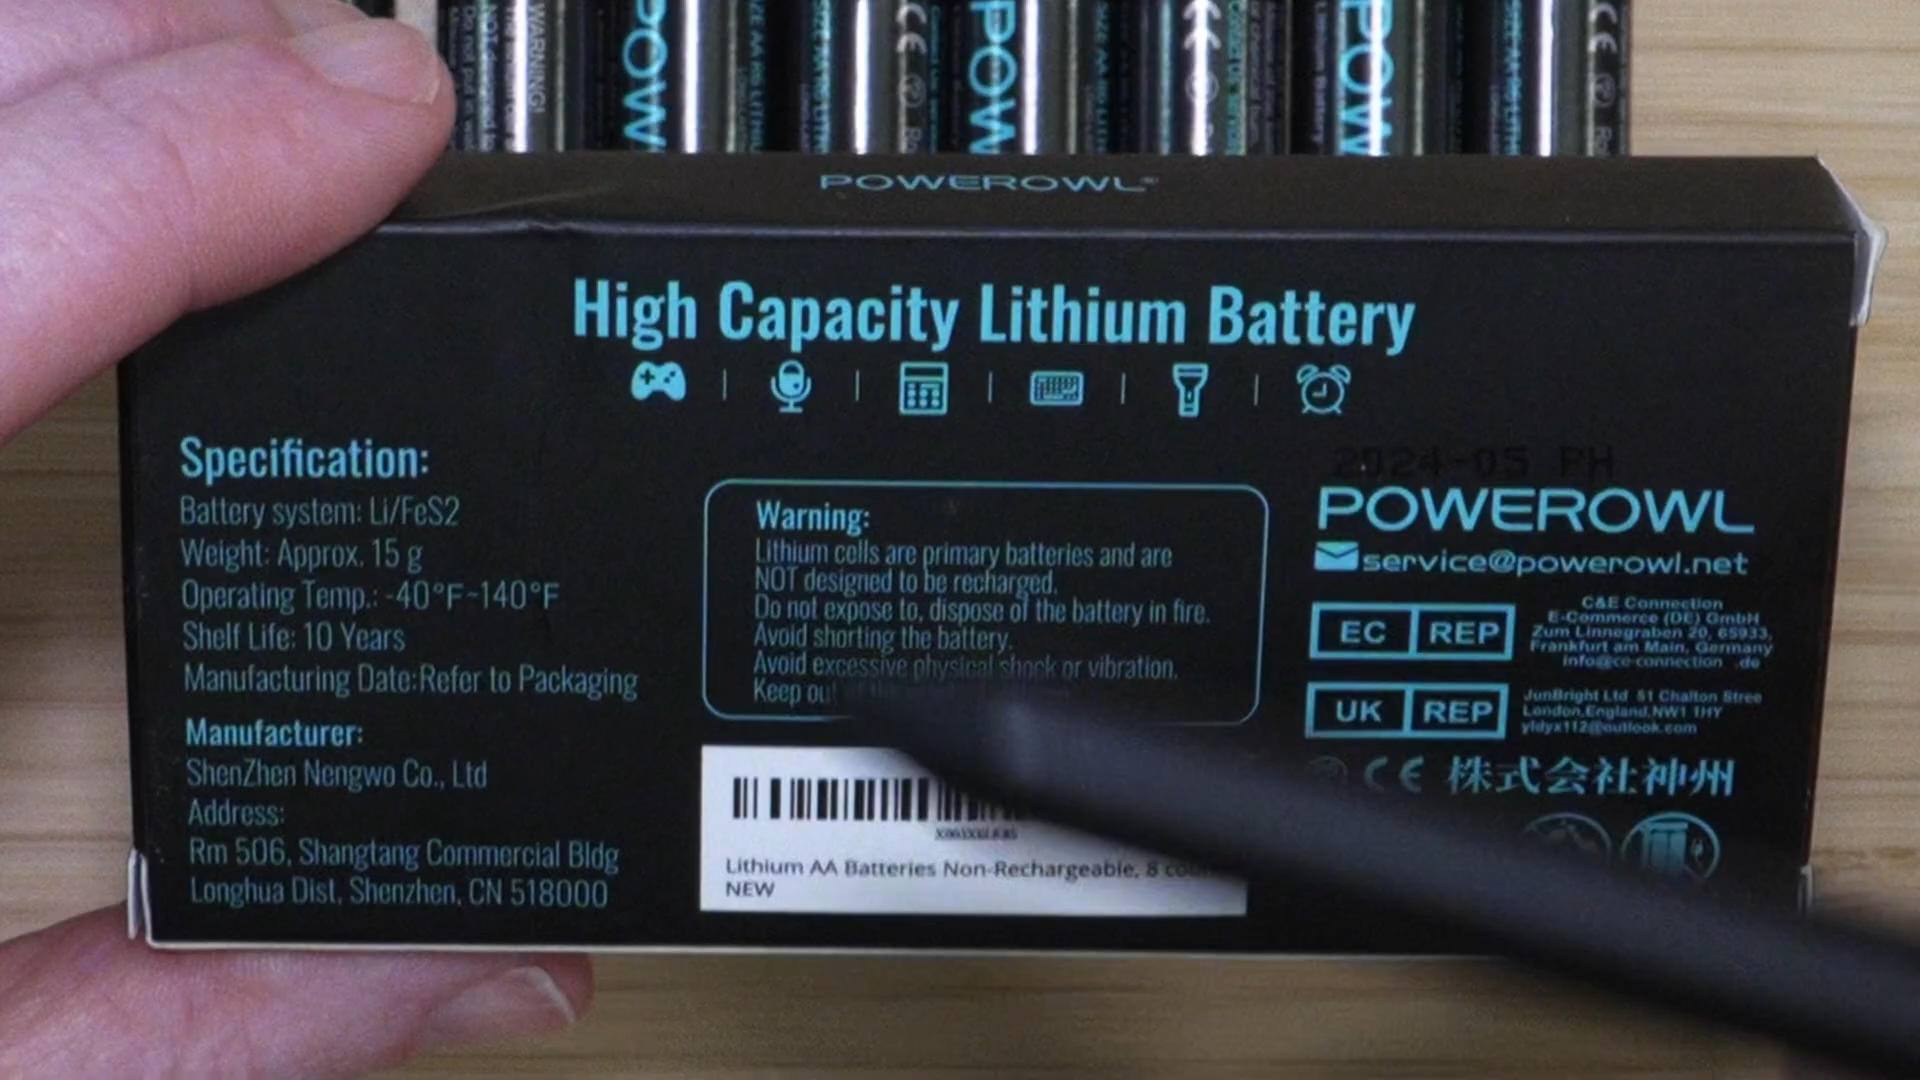 WARNING!
POW
POW
POW
POWEROWL
High Capacity Lithium Battery
Specification:
Battery system: Li/FeS2
Weight: Approx. 15 g
Operating Temp.: -40°F~140°F
Shelf Life: 10 Years
Manufacturing Date:Refer to Packaging
Manufacturer:
ShenZhen Nengwo Co., Ltd
Address:
Rm 506, Shangtang Commercial Bldg
Longhua Dist, Shenzhen, CN 518000
Warning:
Lithium cells are primary batteries and are
NOT designed to be recharged.
Do not expose to, dispose of the battery in fire.
Avoid shorting the battery.
Avoid excessive physical shock or vibration.
Keep out
Lithium AA Batteries Non-Rechargeable, 8
NEW
2024-05 PH
POWEROWL
service@powerowl.net
EC REP
C&E Connection
E-Commerce (DE) GmbH
Zum Linnegraben 20, 65933,
Frankfurt am Main, Germany
UK REP
JunBright Ltd 51 Chalton Stree
London,England,NW1 1HY
yldyx112@outlook.com
CE 株式会社神州